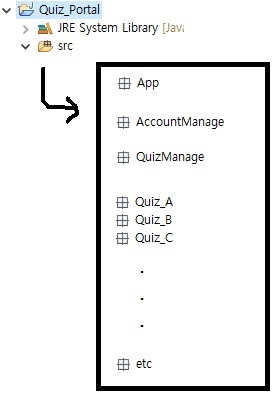 Quiz_Portal
JRE System Library [Java
src
App
AccountManage
QuizManage
Quiz_A
Quiz_B
Quiz_C
.
.
.
etc